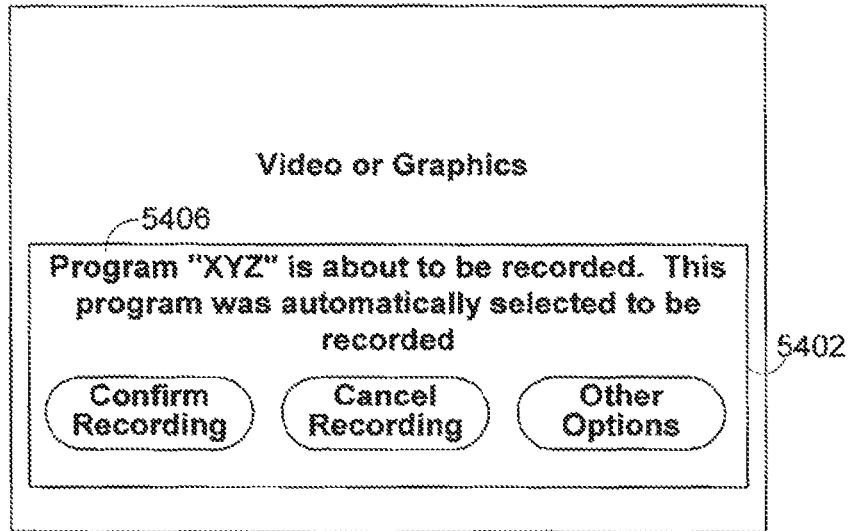 Video or Graphics
5406
Program "XYZ" is about to be recorded. This
program was automatically selected to be
recorded
5402
Confirm
Recording
Cancel
Recording
Other
Options